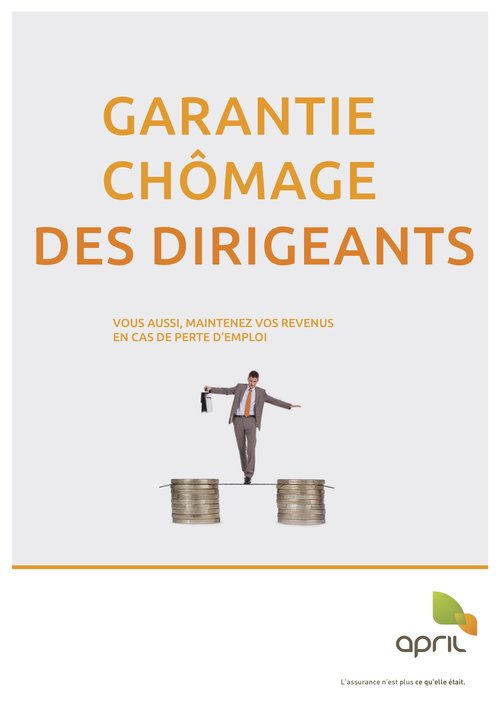 GARANTIE
CHÔMAGE
DES DIRIGEANTS
VOUS AUSSI, MAINTENEZ VOS REVENUS
EN CAS DE PERTE D'EMPLOI
april
L'assurance n'est plus ce qu'elle était.